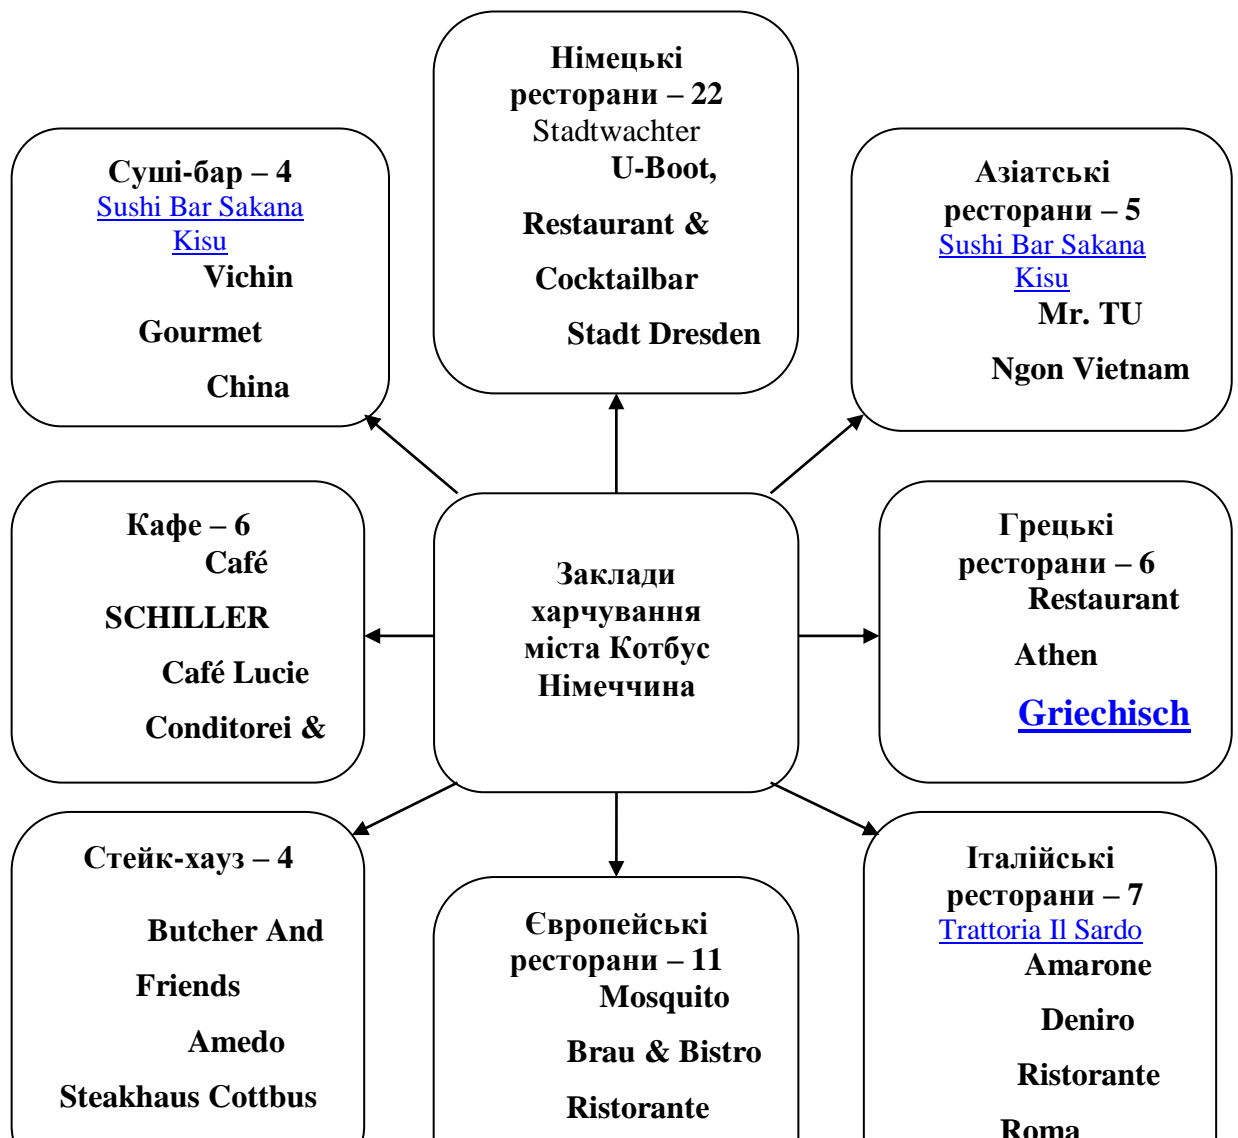 Німецькі
ресторани – 22
Stadtwachter
U-Boot,
Restaurant &
Cocktailbar
Stadt Dresden
Суші-бар – 4
Sushi Bar Sakana
Kisu
Vichin
Gourmet
China
Азіатські
ресторани – 5
Sushi Bar Sakana
Kisu
Mr. TU
Ngon Vietnam
Кафе – 6
Café
SCHILLER
Café Lucie
Conditorei &
Заклади
харчування
міста Котбус
Німеччина
Грецькі
ресторани – 6
Restaurant
Athen
Griechisch
Стейк-хауз – 4
Butcher And
Friends
Amedo
Steakhaus Cottbus
Європейські
ресторани – 11
Mosquito
Brau & Bistro
Ristorante
Італійські
ресторани – 7
Trattoria Il Sardo
Amarone
Deniro
Ristorante
Roma